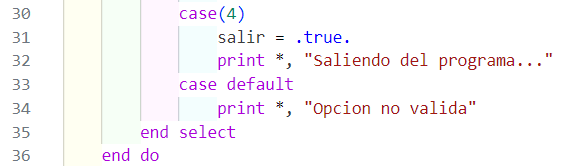 30 case(4)
31 salir = .true.
32 print *, "Saliendo del programa..."
33 case default
34 print *, "Opcion no valida"
35 end select
36 end do